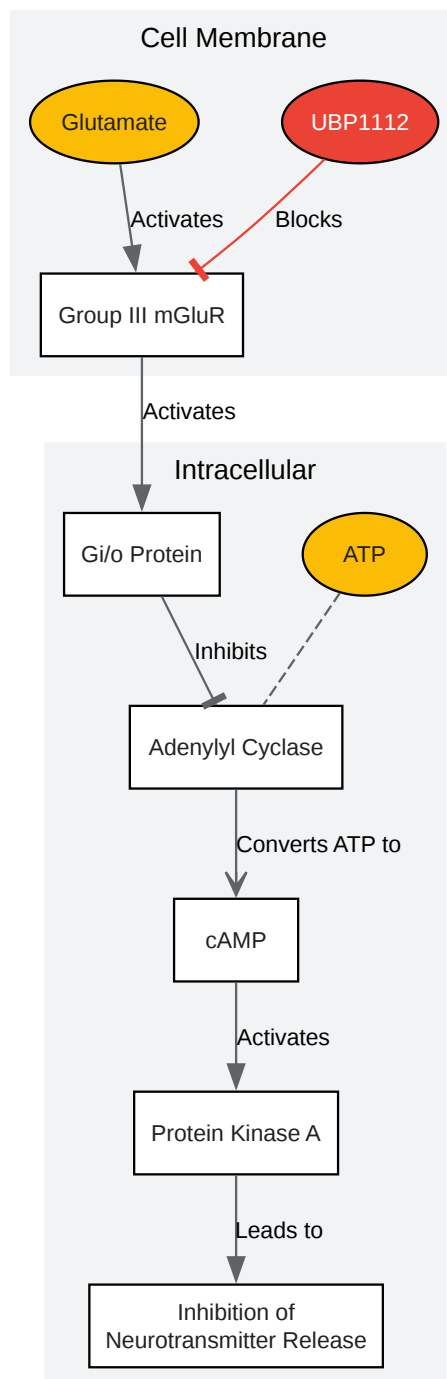 Cell Membrane
Glutamate
UBP1112
Activates
Blocks
Group III mGluR
Activates
Intracellular
Gi/o Protein
ATP
Inhibits
Adenylyl Cyclase
Converts ATP to
cAMP
Activates
Protein Kinase A
Leads to
Inhibition of
Neurotransmitter Release